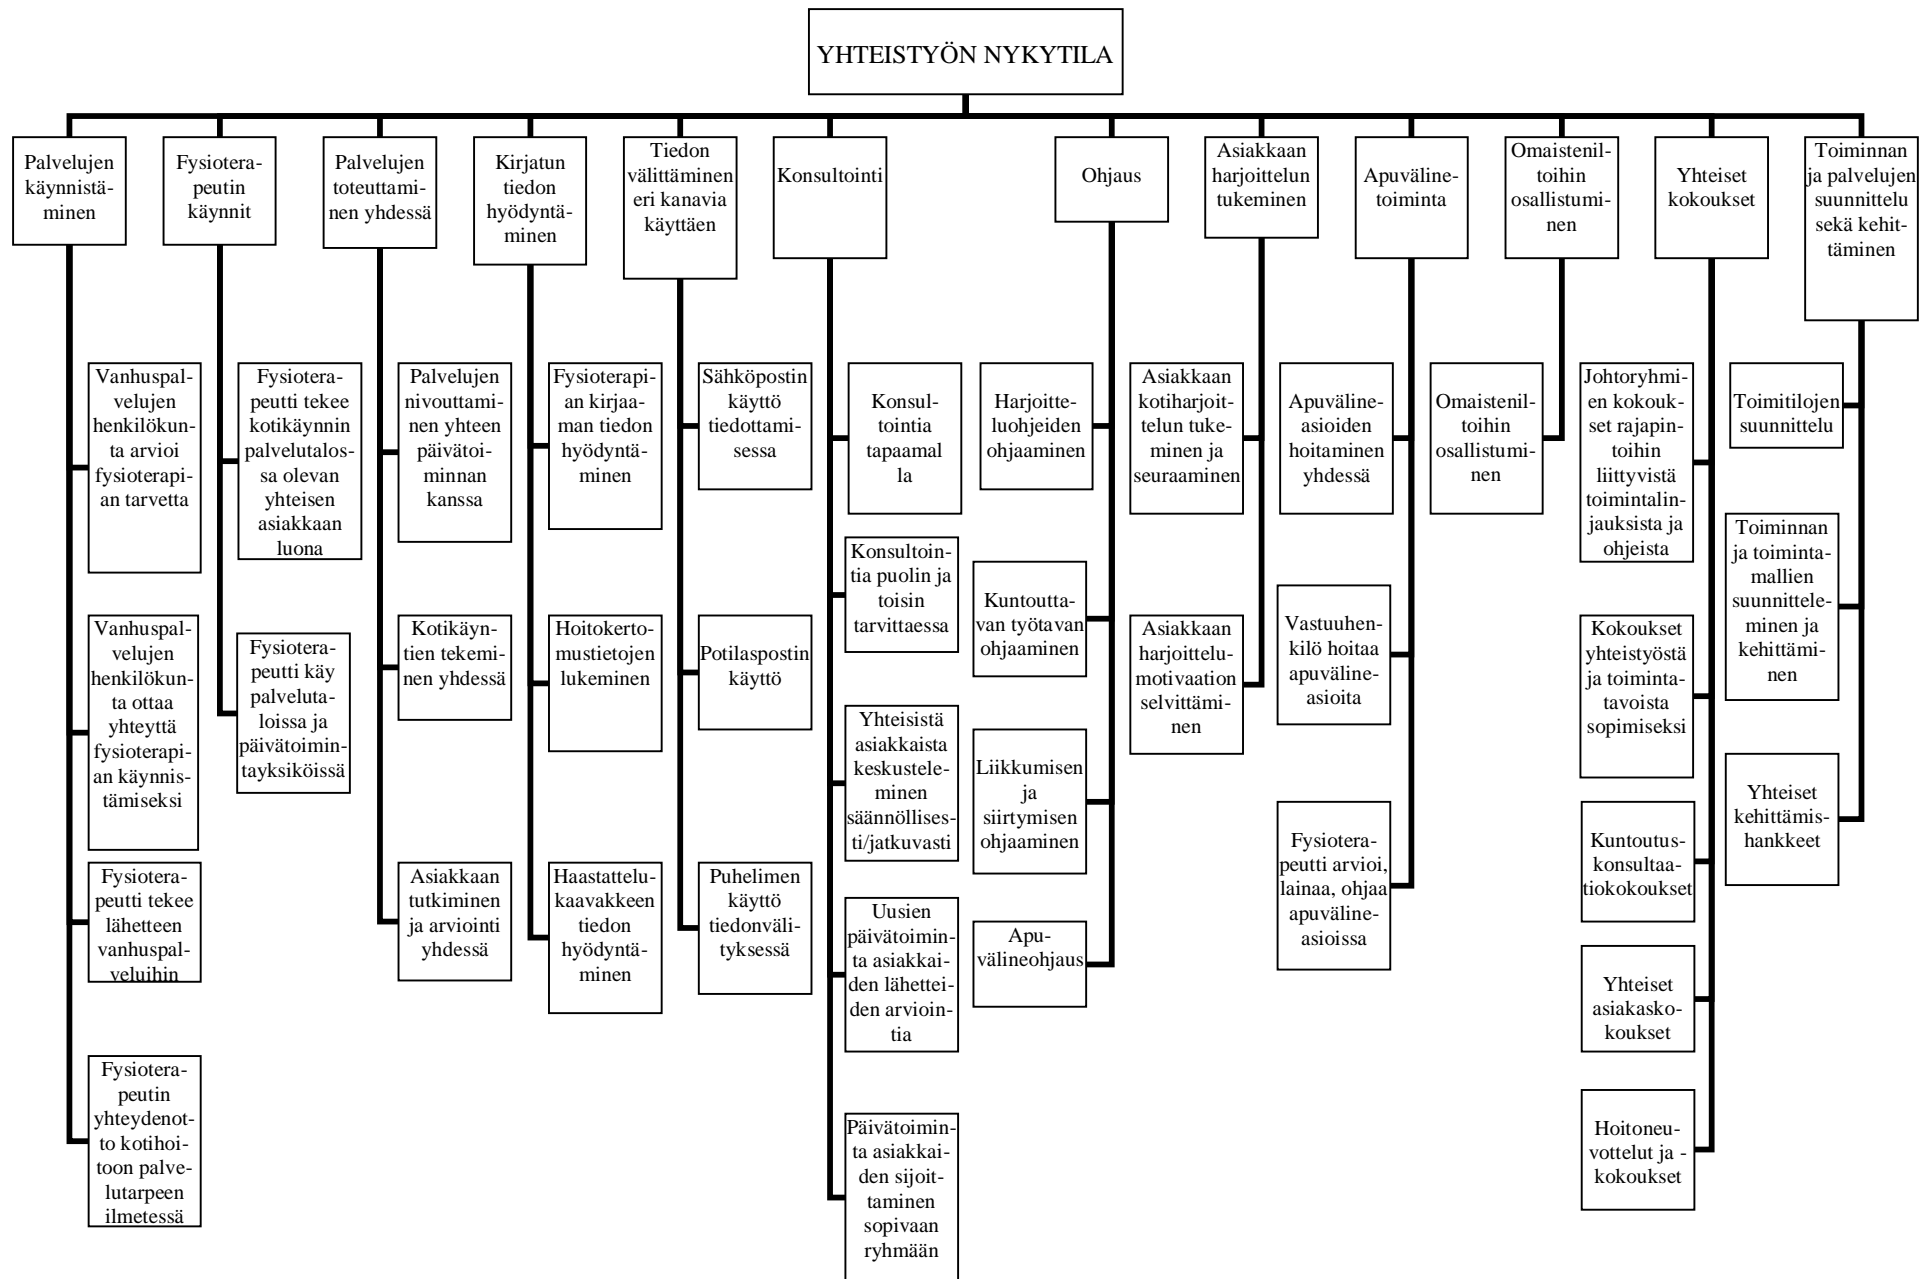 YHTEISTYÖN NYKYTILA
Palvelujen
käynnistä-
minen
Fysiotera-
peutin
käynnit
Palvelujen
toteuttami-
nen yhdessä
Kirjatun
tiedon
hyödyntä-
minen
Tiedon
välittäminen
eri kanavia
käyttäen
Konsultointi
Ohjaus
Asiakkaan
harjoittelun
tukeminen
Apuväline-
toiminta
Omaistenil-
toihin
osallistumi-
nen
Yhteiset
kokoukset
Toiminnan
ja palvelujen
suunnittelu
sekä kehit-
täminen
Vanhuspal-
velujen
henkilökun-
ta arvioi
fysioterapi-
an tarvetta
Vanhuspal-
velujen
henkilökun-
ta ottaa
yhteyttä
fysioterapi-
an käynnis-
tämiseksi
Fysiotera-
peutti tekee
lähetteen
vanhuspal-
veluihin
Fysiotera-
peutin
yhteydenot-
to kotihoi-
toon palve-
lutarpeen
ilmetessä
Fysiotera-
peutti tekee
kotikäynnin
palvelutalos-
sa olevan
yhteisen
asiakkaan
luona
Fysiotera-
peutti käy
palveluta-
loissa ja
päivätoimin-
tayksiköissä
Palvelujen
nivouttami-
nen yhteen
päivätoi-
minnan
kanssa
Kotikäyn-
tien tekemi-
nen yhdessä
Asiakkaan
tutkiminen
ja arviointi
yhdessä
Fysioterapi-
an kirjaa-
man tiedon
hyödyntä-
minen
Hoitokerto-
mustietojen
lukeminen
Haastattelu-
kaavakkeen
tiedon
hyödyntä-
minen
Sähköpostin
käyttö
tiedottami-
sessa
Potilaspostin
käyttö
Puhelimen
käyttö
tiedonväli-
tyksessä
Konsul-
tointia
tapaamal
la
Konsultoin-
tia puolin ja
toisin
tarvittaessa
Yhteisistä
asiakkaista
keskustele-
minen
säännöllises-
ti/jatkuvasti
Uusien
päivätoimin-
ta asiakkai-
den lähettei-
den arvioin-
tia
Päivätoimin-
ta asiakkai-
den sijoit-
taminen
sopivaan
ryhmään
Harjoitte-
luohjeiden
ohjaaminen
Kuntoutta-
van työtavan
ohjaaminen
Liikkumisen
ja
siirtymisen
ohjaaminen
Apu-
välineohjaus
Asiakkaan
kotiharjoit-
telun tuke-
minen ja
seuraaminen
Asiakkaan
harjoittelu-
motivaation
selvittämi-
nen
Apuväline-
asioiden
hoitaminen
yhdessä
Vastuuhen-
kilö hoitaa
apuväline-
asioita
Fysiotera-
peutti arvioi,
lainaa, ohjaa
apuväline-
asioissa
Omaistenil-
toihin
osallistumi-
nen
Johtoryhmi-
en kokouk-
set rajapin-
toihin
liittyvistä
toimintalin-
jauksista ja
ohjeista
Kokoukset
yhteistyöstä
ja toiminta-
tavoista
sopimiseksi
Kuntoutus-
konsultaa-
tiokokoukset
Yhteiset
asiakasko-
koukset
Hoitoneu-
vottelut ja -
kokoukset
Toimitilojen
suunnittelu
Toiminnan
ja toiminta-
mallien
suunnittele-
minen ja
kehittämi-
nen
Yhteiset
kehittämis-
hankkeet